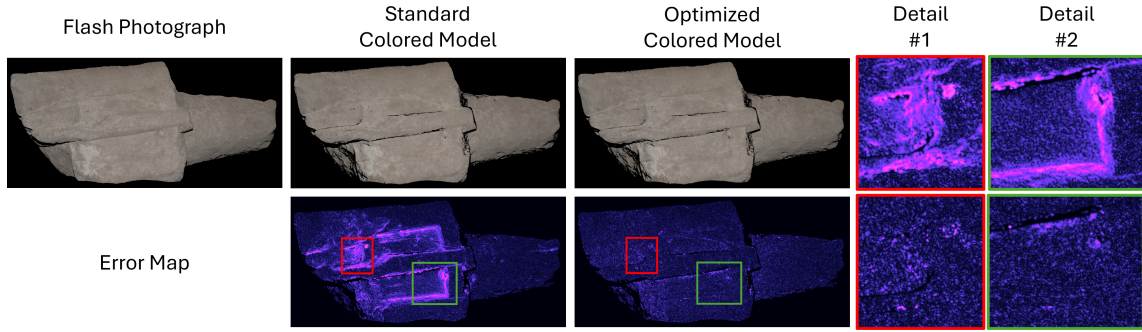 Flash Photograph
Standard
Colored Model
Optimized
Colored Model
Detail
#1
Detail
#2
Error Map